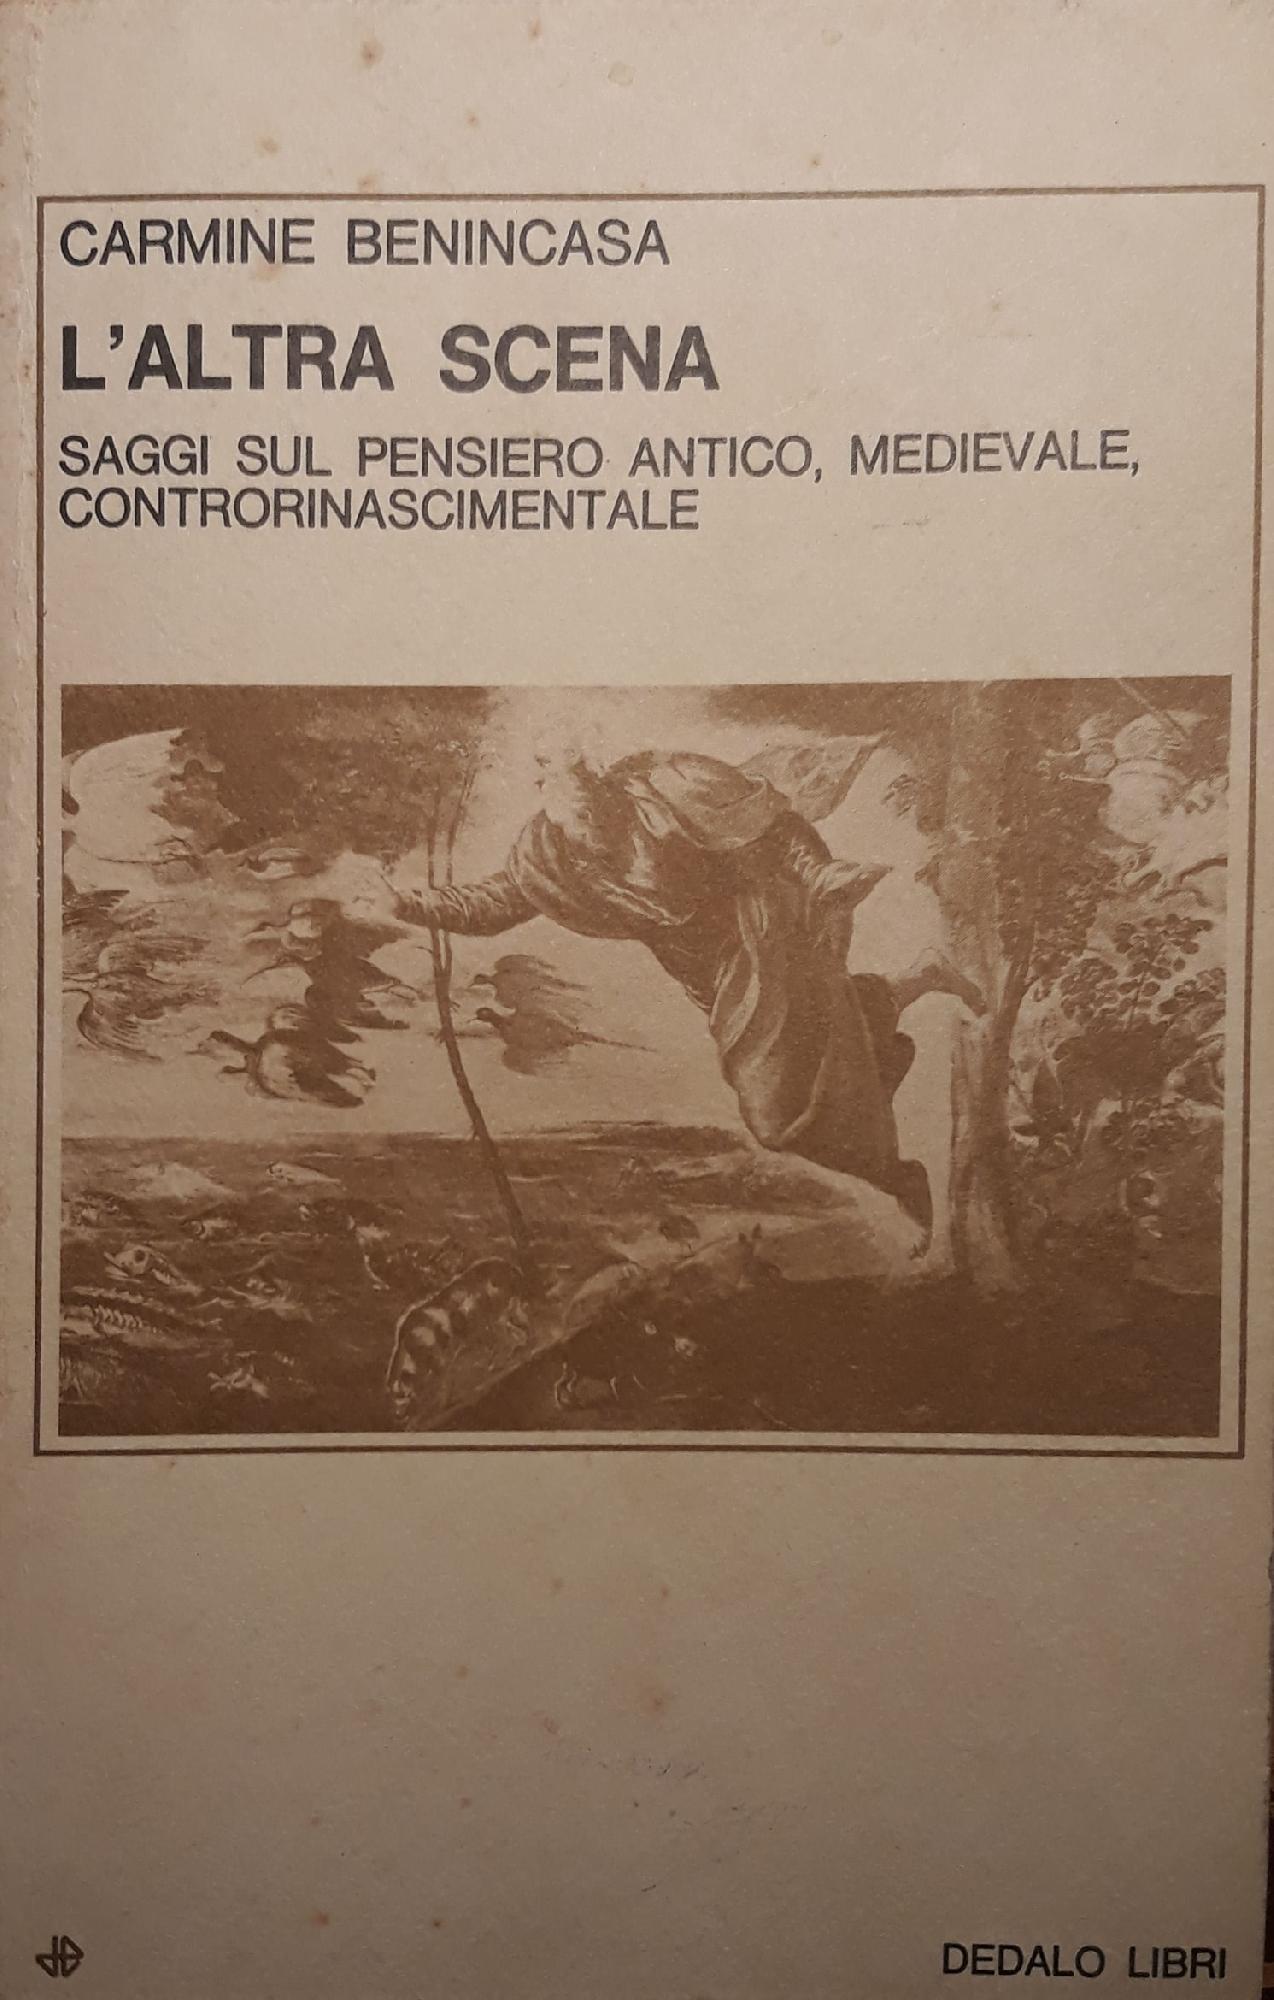 CARMINE BENINCASA
L'ALTRA SCENA
SAGGI SUL PENSIERO ANTICO, MEDIEVALE,
CONTRORINASCIMENTALE
DEDALO LIBRI